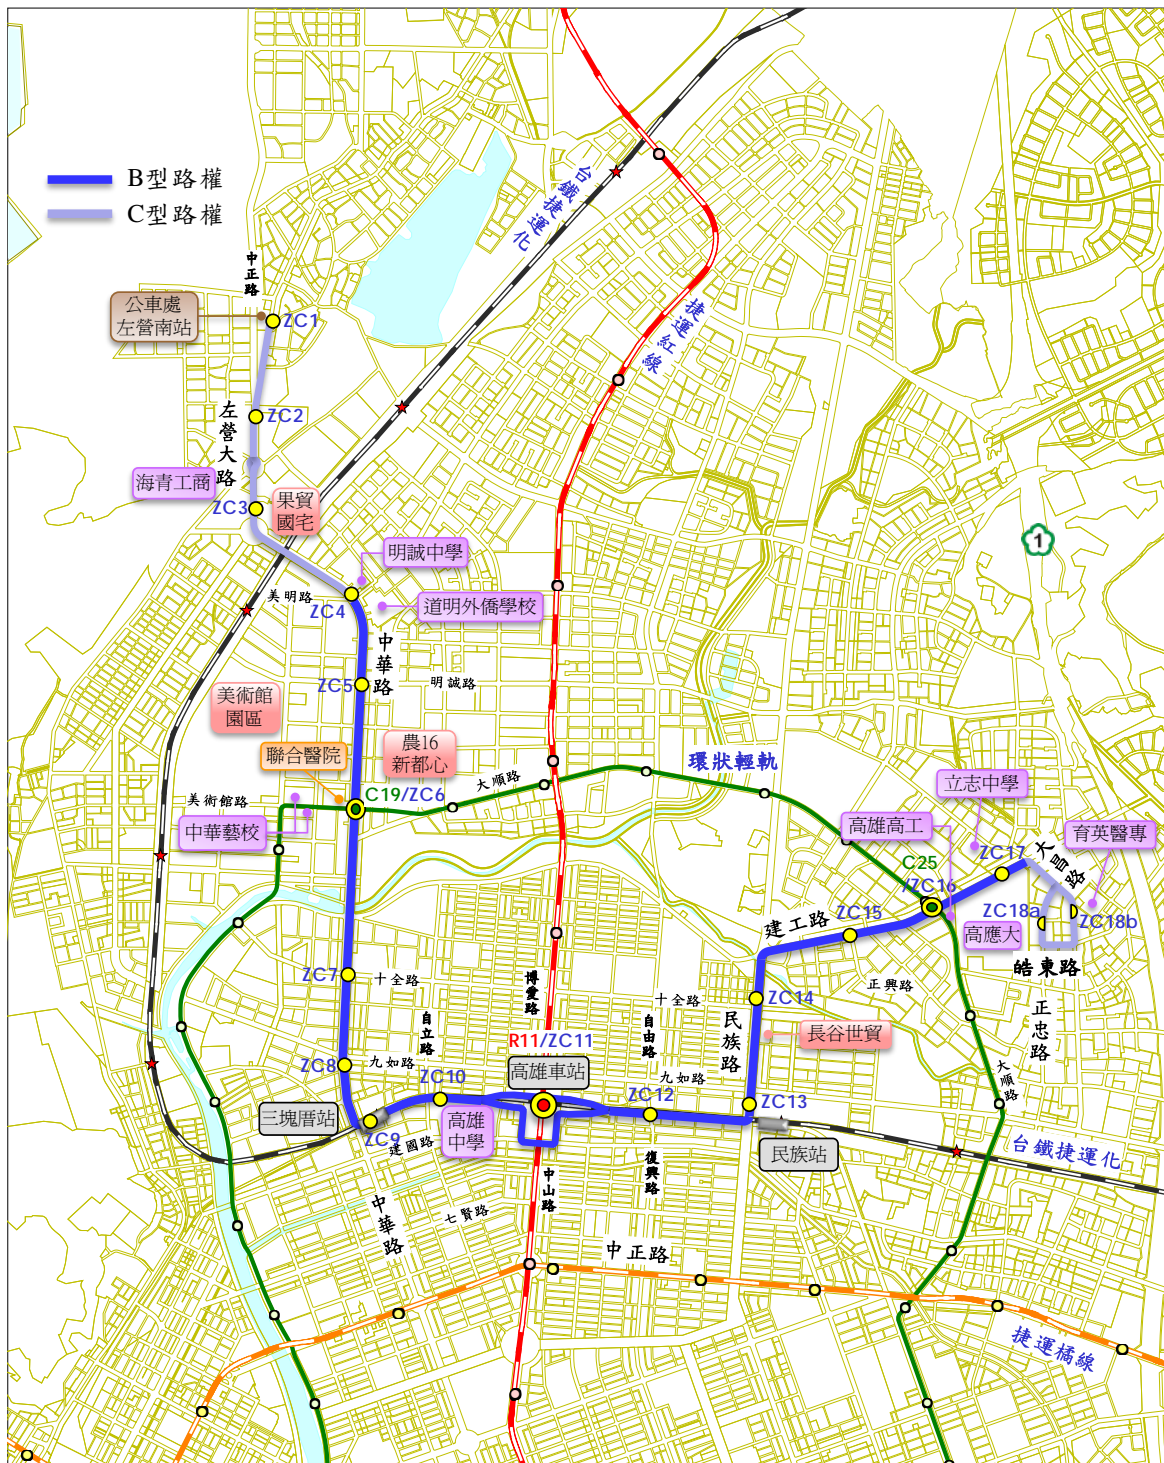 B型路權
C型路權
台鐵捷運化
中正路
公車處
左營南站
ZC1
捷運紅線
左營大路
ZC2
海青工商
ZC3
果貿
國宅
1
明誠中學
美明路
ZC4
道明外僑學校
中華路
ZC5
明誠路
美術館
園區
聯合醫院
農16
新都心
環狀輕軌
大順路
美術館路
C19/ZC6
中華藝校
立志中學
高雄高工
育英醫專
C25
/ZC16
ZC17
大昌路
ZC18a
ZC18b
建工路
ZC15
高應大
皓東路
ZC7
十全路
博愛路
十全路
ZC14
正興路
自立路
自由路
民族路
長谷世貿
正忠路
R11/ZC11
高雄車站
ZC8
九如路
ZC10
九如路
ZC12
ZC13
大順路
三塊厝站
ZC9
建國路
高雄
中學
民族站
台鐵捷運化
復興路
中山路
中華路
七賢路
中正路
捷運橘線